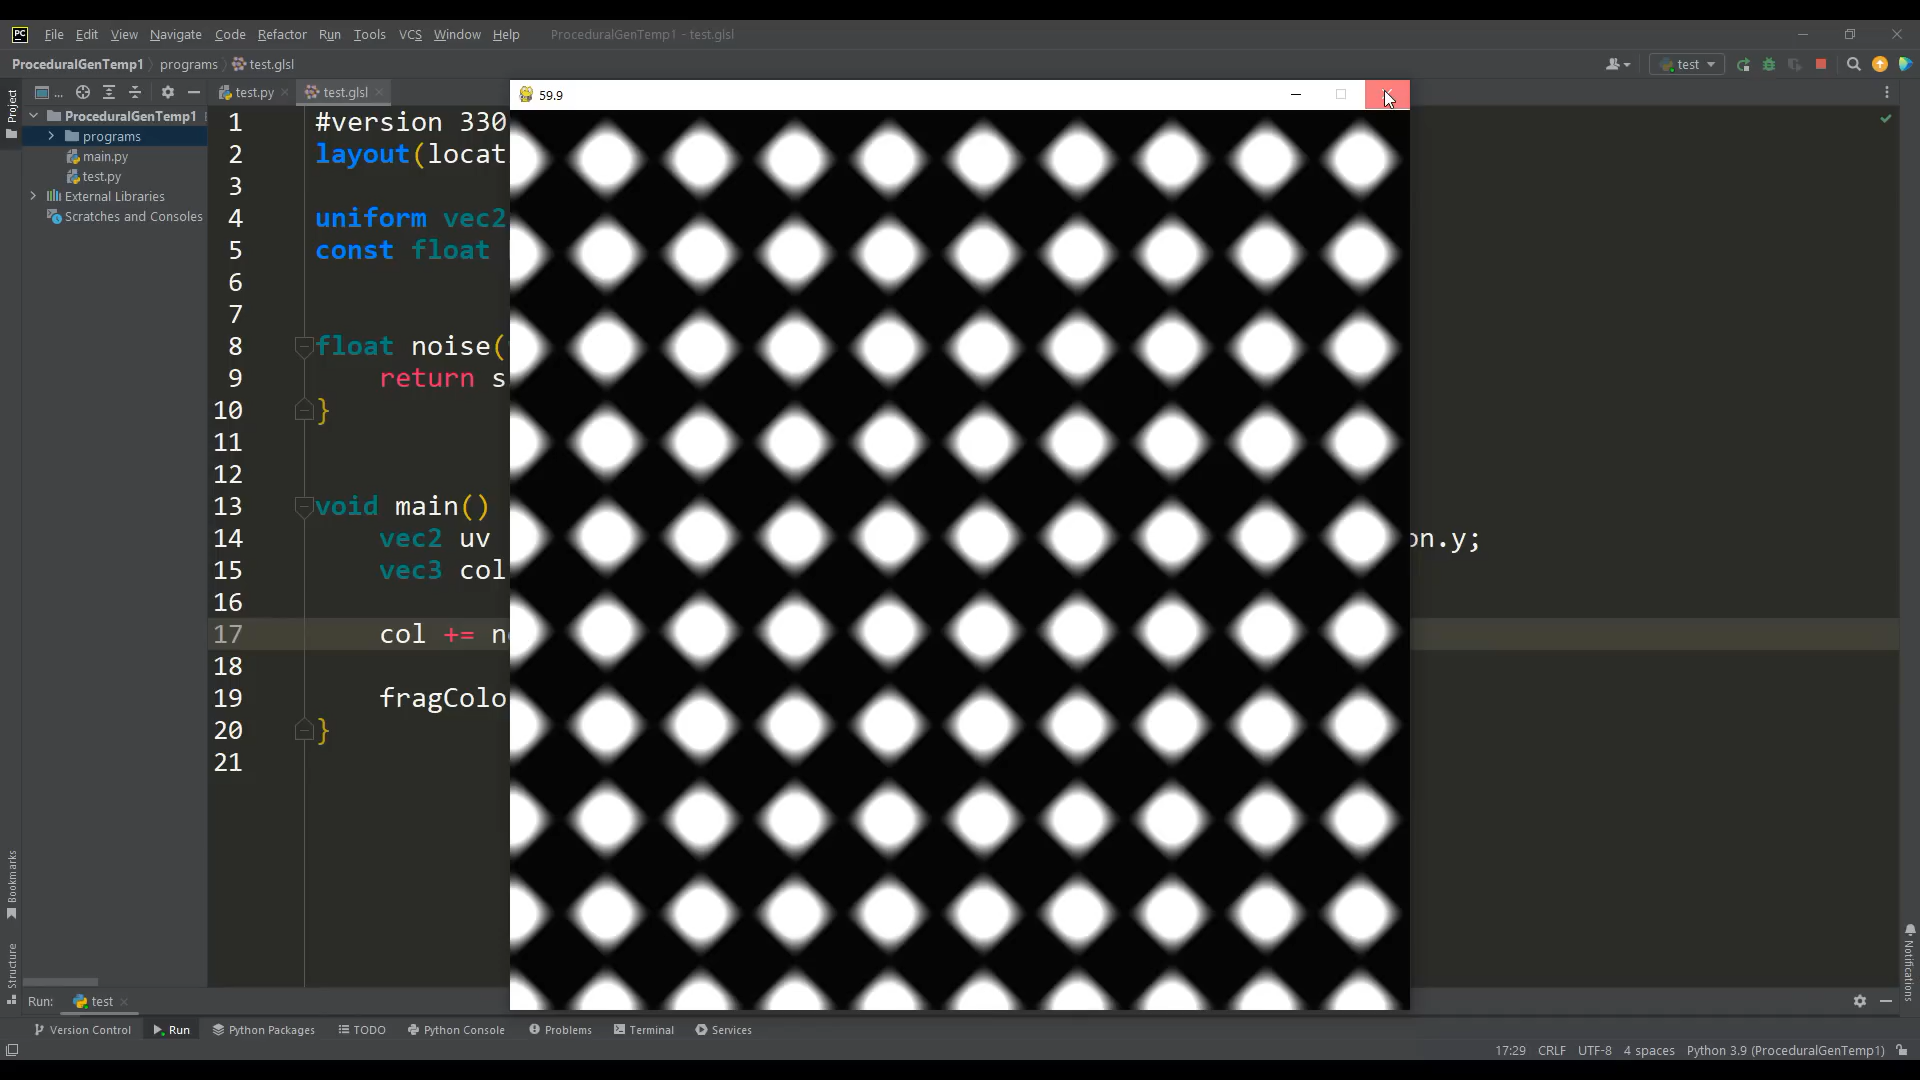 PC File Edit View Navigate Code Refactor Run Tools VCS Window Help ProceduralGenTemp1 - test.glsl
ProceduralGenTemp1 programs test.glsl test
Project
... test.py test.glsl
59.9
ProceduralGenTemp1
programs
main.py
test.py
External Libraries
Scratches and Consoles
1 #version 330
2 layout(locat
3
4 uniform vec2
5 const float
6
7
8 float noise(
9 return s
10 }
11
12
13 void main()
14 vec2 uv on.y;
15 vec3 col
16
17 col += n
18
19 fragColo
20 }
21
Bookmarks
Structure
Notifications
Run: test
Version Control Run Python Packages TODO Python Console Problems Terminal Services
17:29 CRLF UTF-8 4 spaces Python 3.9 (ProceduralGenTemp1)